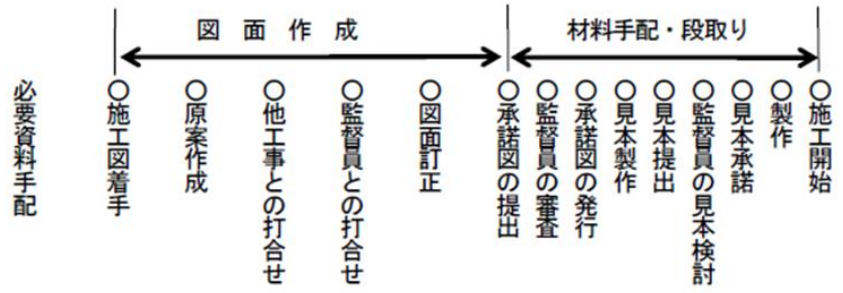 図面作成
材料手配・段取り
必要資料手配
○施工図着手
○原案作成
○他工事との打合せ
○監督員との打合せ
○図面訂正
○承諾図の提出
○監督員の審査
○承諾図の発行
○見本製作
○見本提出
○監督員の見本検討
○見本承諾
○製作
○施工開始